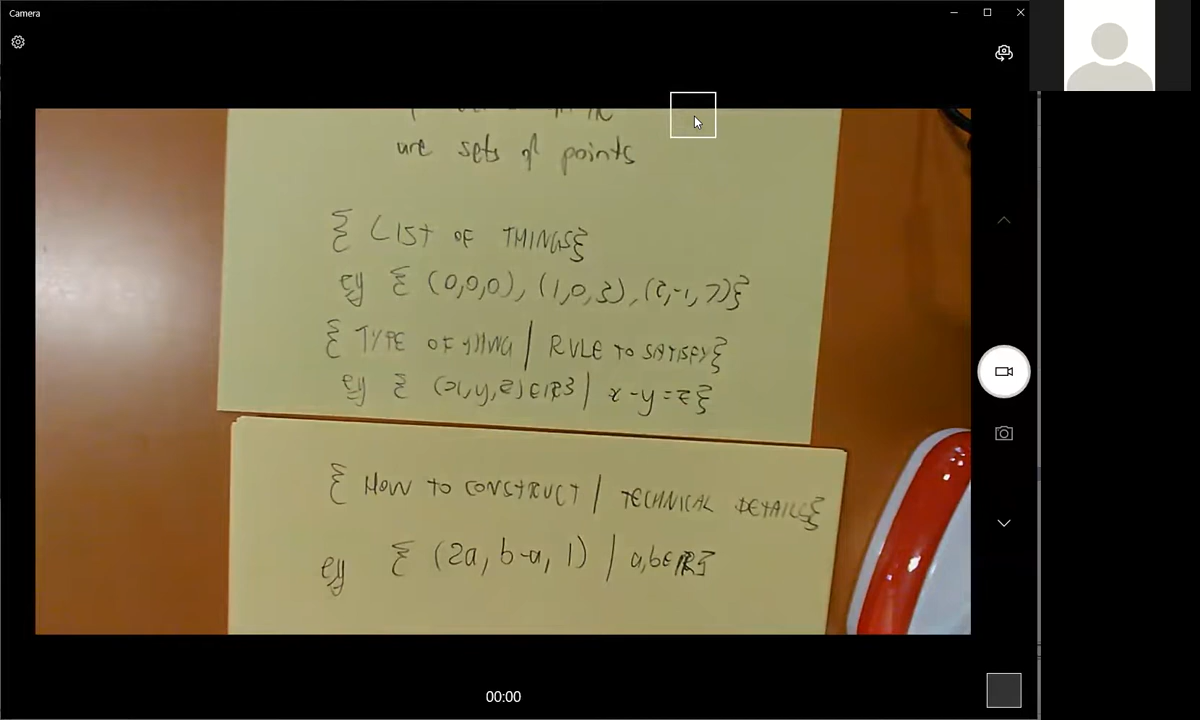 Camera
are sets of points
{ LIST OF THINGS}
eg { (0,0,0), (1,0,3), (2,-1,7)}
{ TYPE OF THING | RULE TO SATISFY}
eg { (x,y,z)∈ℝ3 | x-y=z}
{ HOW TO CONSTRUCT | TECHNICAL DETAILS}
eg { (2a, b-a, 1) | a,b∈ℝ}
00:00